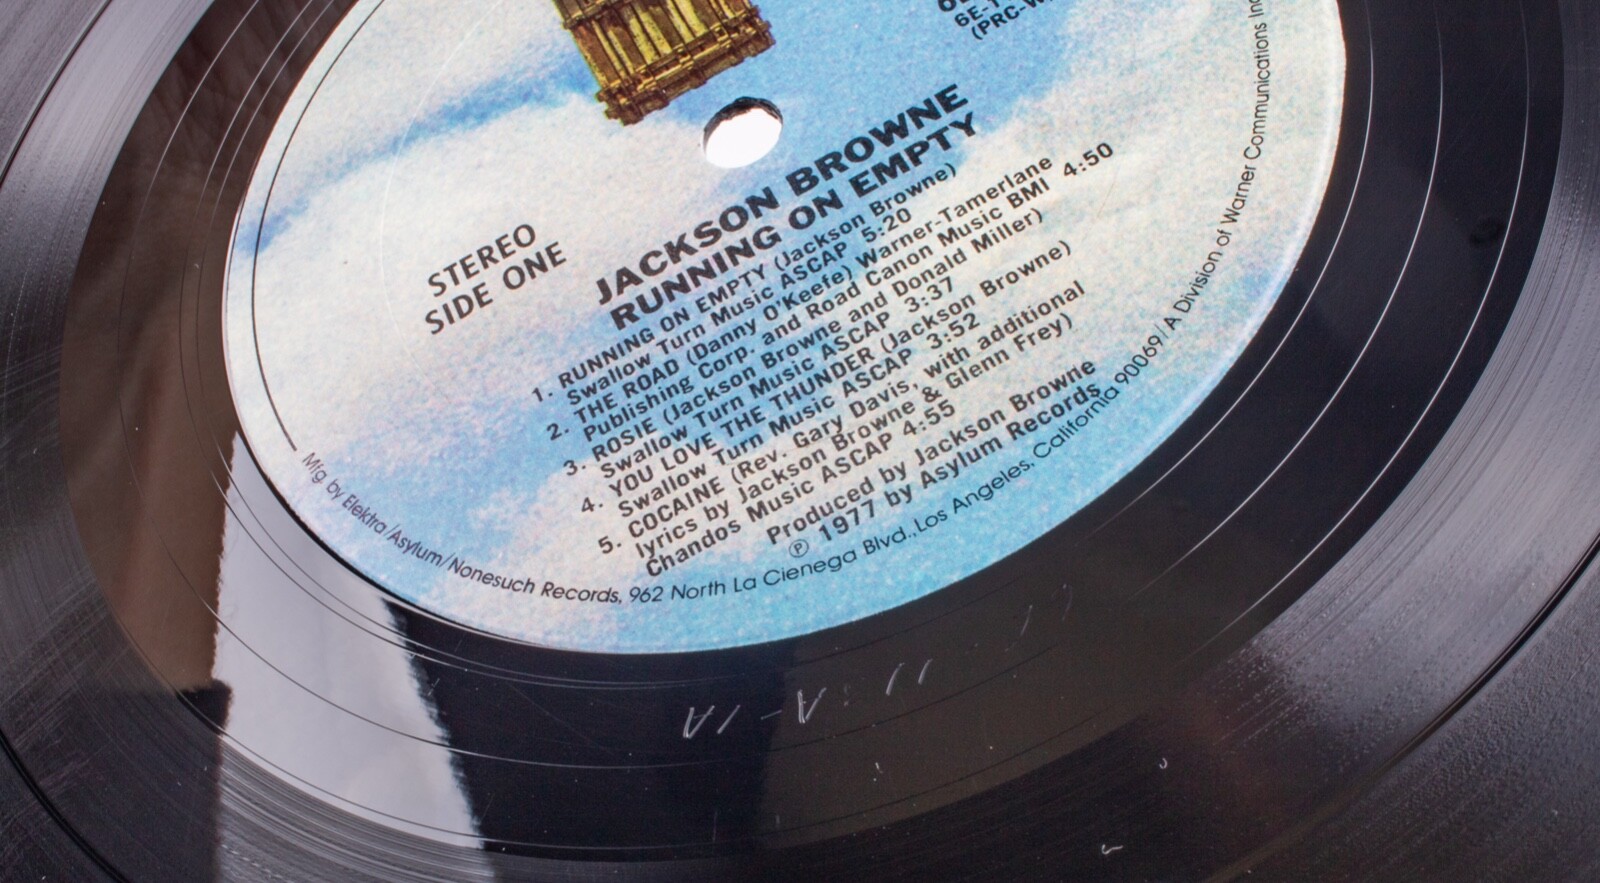 STEREO
SIDE ONE
JACKSON BROWNE
RUNNING ON EMPTY
1. RUNNING ON EMPTY (Jackson Browne)
Swallow Turn Music ASCAP 5:20
2. THE ROAD (Danny O'Keefe) Warner-Tamerlane
Publishing Corp. and Road Canon Music BMI 4:50
3. ROSIE (Jackson Browne and Donald Miller)
Swallow Turn Music ASCAP 3:37
4. YOU LOVE THE THUNDER (Jackson Browne)
Swallow Turn Music ASCAP 3:52
5. COCAINE (Rev. Gary Davis, with additional
lyrics by Jackson Browne & Glenn Frey)
Chandos Music ASCAP 4:55
Produced by Jackson Browne
℗ 1977 by Asylum Records
Mfg. by Elektra/Asylum/Nonesuch Records, 962 North La Cienega Blvd., Los Angeles, California 90069/A Division of Warner Communications